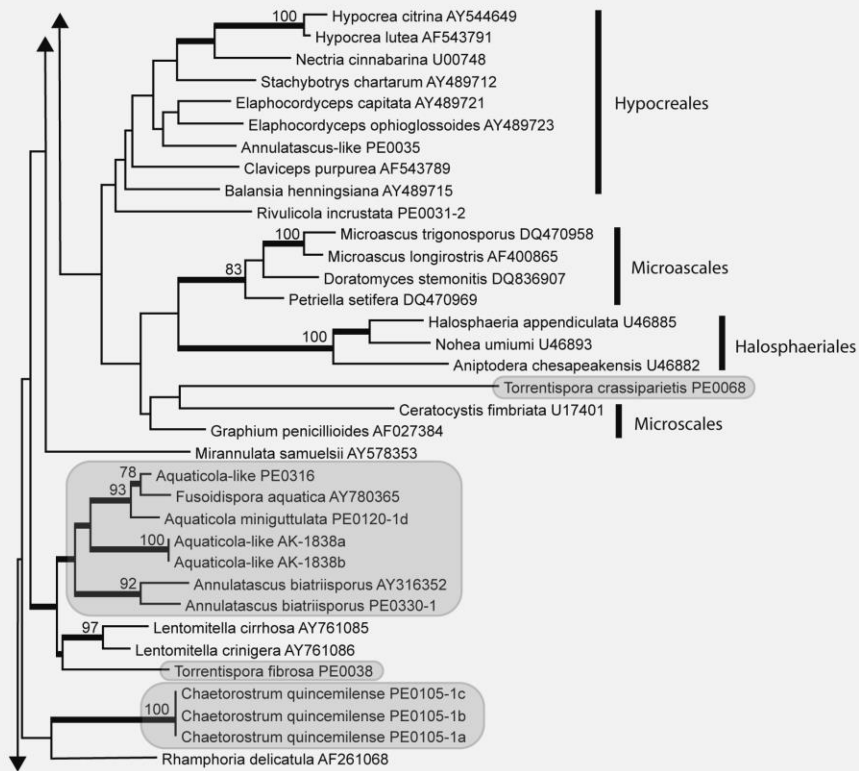 100
Hypocrea citrina AY544649
Hypocrea lutea AF543791
Nectria cinnabarina U00748
Stachybotrys chartarum AY489712
Elaphocordyceps capitata AY489721
Hypocreales
Elaphocordyceps ophioglossoides AY489723
Annulatascus-like PE0035
Claviceps purpurea AF543789
Balansia henningsiana AY489715
Rivulicola incrustata PE0031-2
100
Microascus trigonosporus DQ470958
Microascus longirostris AF400865
Microascales
83
Doratomyces stemonitis DQ836907
Petriella setifera DQ470969
Halosphaeria appendiculata U46885
100
Nohea umiumi U46893
Halosphaeriales
Aniptodera chesapeakensis U46882
Torrentispora crassiparietis PE0068
Ceratocystis fimbriata U17401
Microscales
Graphium penicillioides AF027384
Mirannulata samuelsii AY578353
78
Aquaticola-like PE0316
93
Fusoidispora aquatica AY780365
Aquaticola miniguttulata PE0120-1d
100
Aquaticola-like AK-1838a
Aquaticola-like AK-1838b
92
Annulatascus biatriisporus AY316352
Annulatascus biatriisporus PE0330-1
97
Lentomitella cirrhosa AY761085
Lentomitella crinigera AY761086
Torrentispora fibrosa PE0038
Chaetorostrum quincemilense PE0105-1c
100
Chaetorostrum quincemilense PE0105-1b
Chaetorostrum quincemilense PE0105-1a
Rhamphoria delicatula AF261068